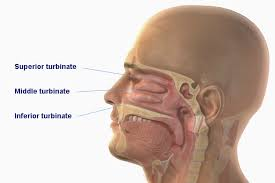 Superior turbinate
Middle turbinate
Inferior turbinate